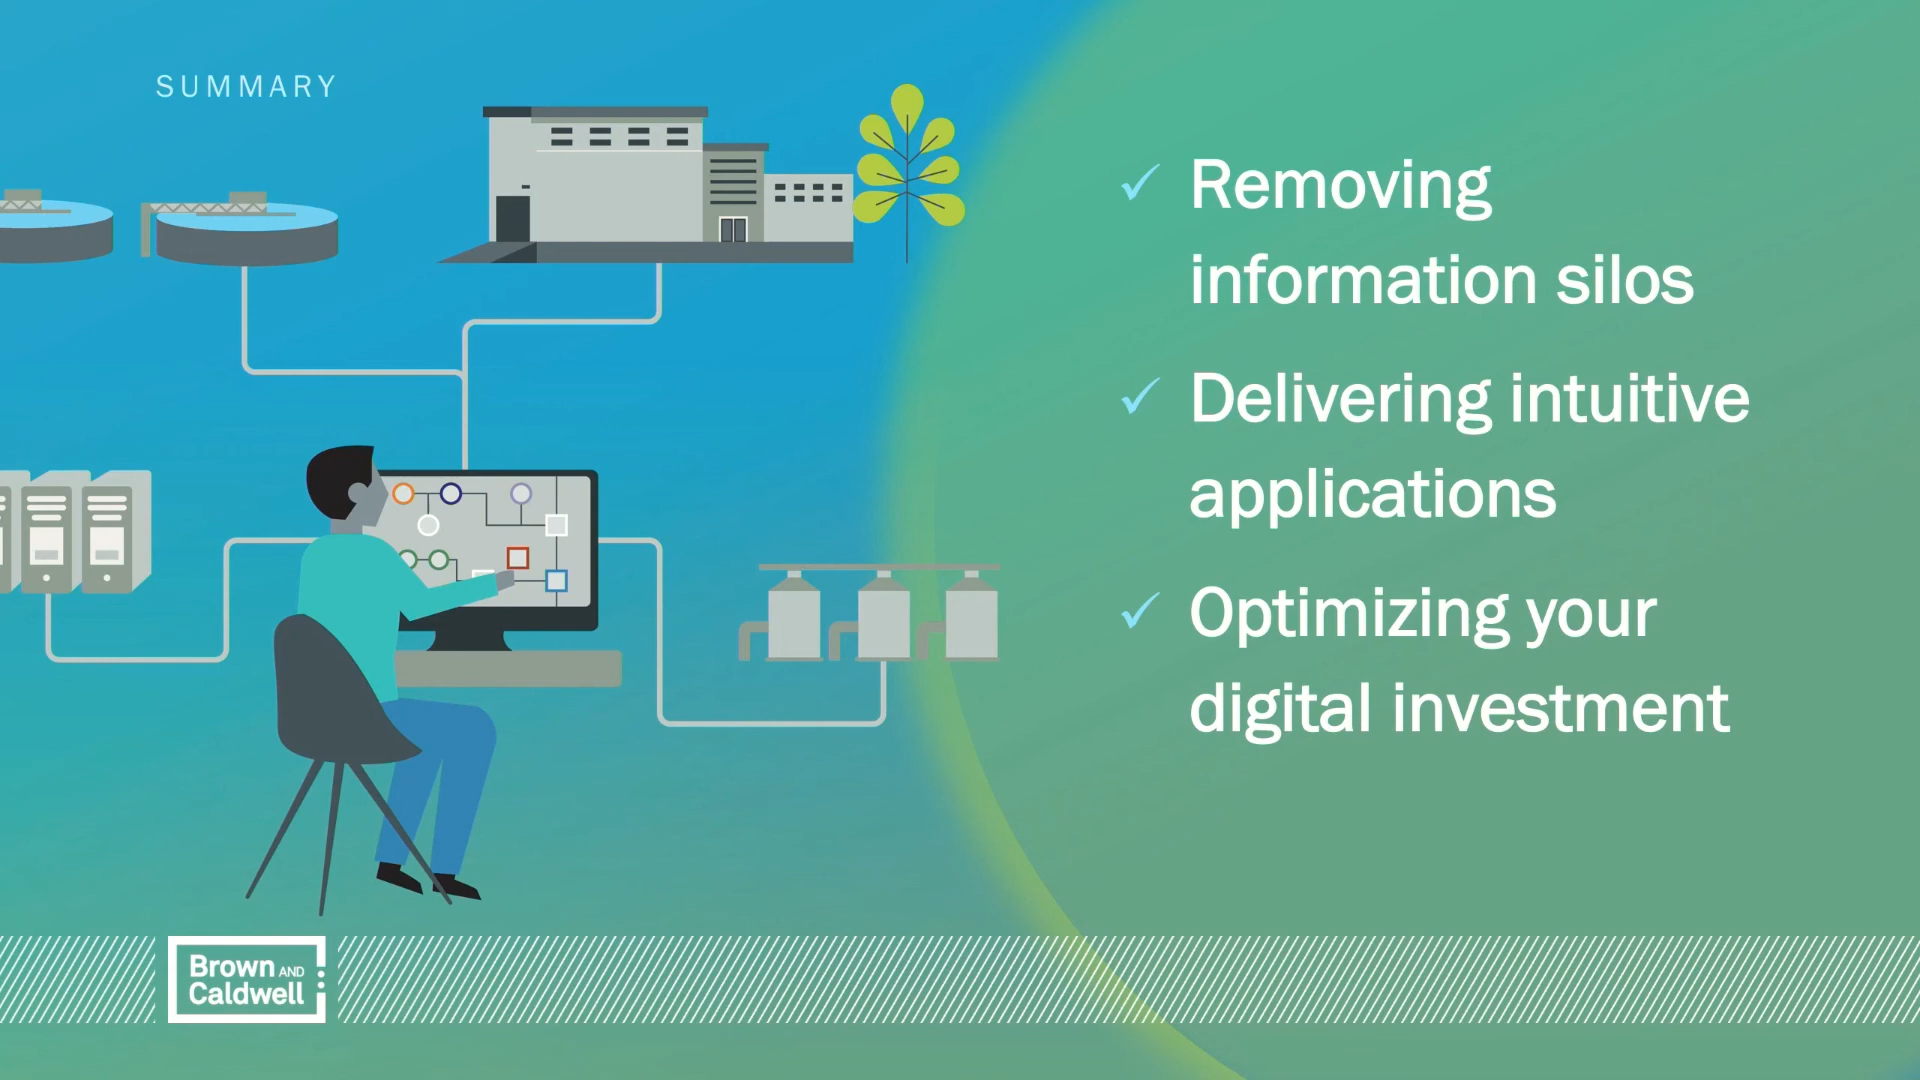 SUMMARY
Removing
information silos
Delivering intuitive
applications
Optimizing your
digital investment
Brown AND
Caldwell